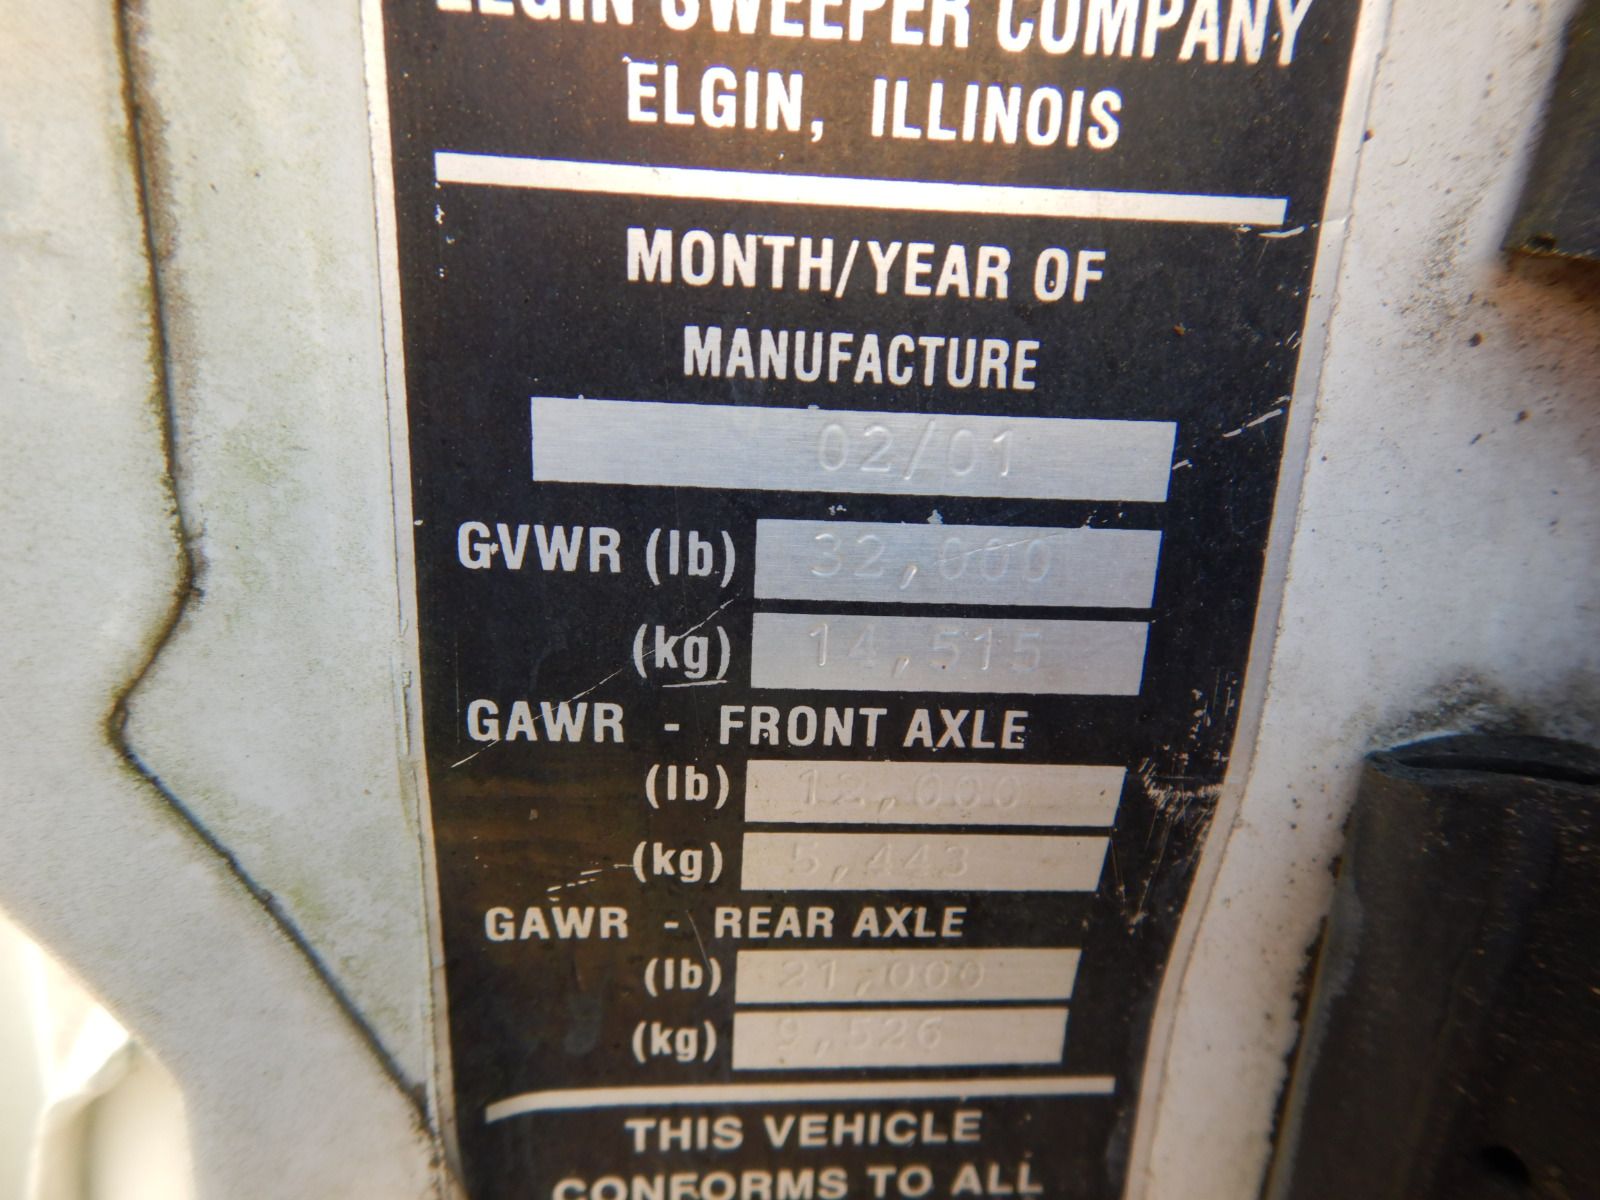 ELGIN SWEEPER COMPANY
ELGIN, ILLINOIS
MONTH/YEAR OF
MANUFACTURE
02/01
GVWR (lb) 32,000
(kg) 14,515
GAWR - FRONT AXLE
(lb) 12,000
(kg) 5,443
GAWR - REAR AXLE
(lb) 21,000
(kg) 9,526
THIS VEHICLE
CONFORMS TO ALL